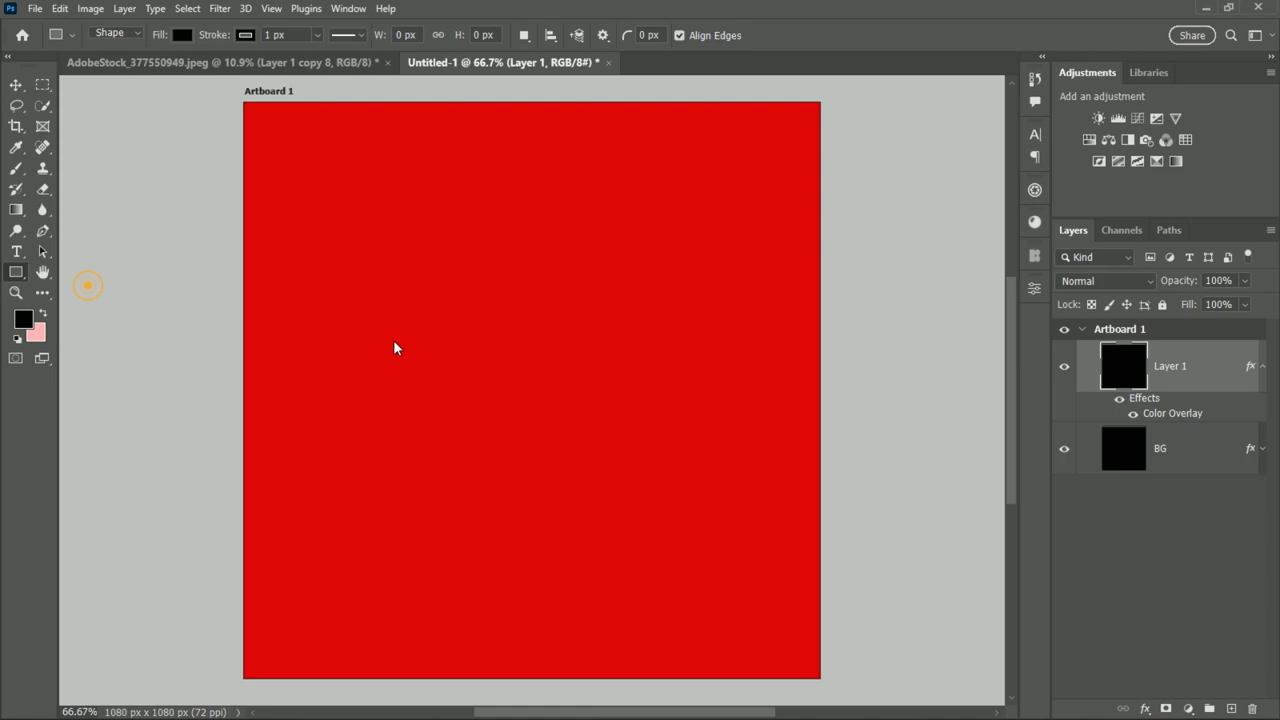 Ps File Edit Image Layer Type Select Filter 3D View Plugins Window Help
Shape Fill: Stroke: 1 px W: 0 px H: 0 px 0 px Align Edges Share
AdobeStock_377550949.jpeg @ 10.9% (Layer 1 copy 8, RGB/8) * × Untitled-1 @ 66.7% (Layer 1, RGB/8#) * ×
Artboard 1
Adjustments Libraries
Add an adjustment
Layers Channels Paths
Kind
Normal Opacity: 100%
Lock: Fill: 100%
Artboard 1
Layer 1 fx
Effects
Color Overlay
BG fx
66.67% 1080 px x 1080 px (72 ppi)